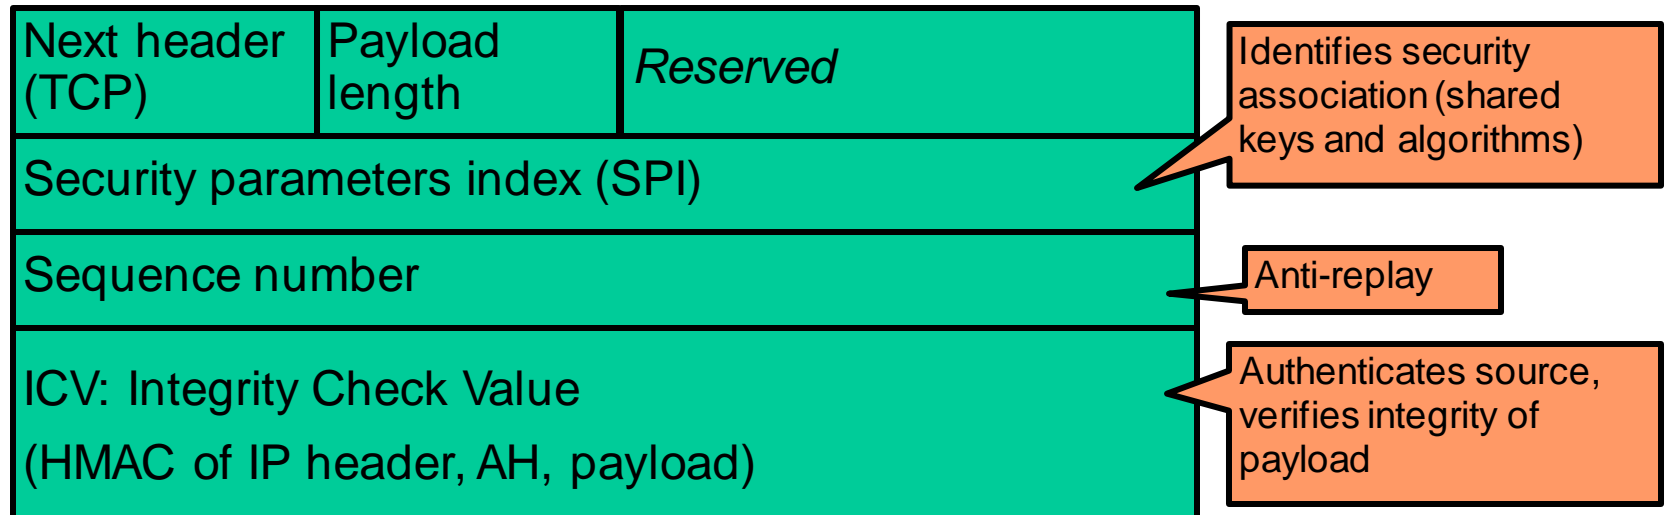 Next header
(TCP)
Payload
length
Reserved
Identifies security
association (shared
keys and algorithms)
Security parameters index (SPI)
Sequence number
Anti-replay
ICV: Integrity Check Value
(HMAC of IP header, AH, payload)
Authenticates source,
verifies integrity of
payload